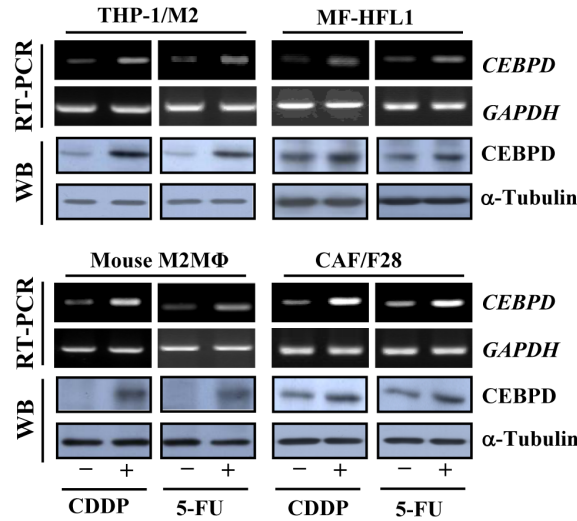 THP-1/M2 MF-HFL1
RT-PCR
CEBPD
GAPDH
WB
CEBPD
α-Tubulin
Mouse M2MΦ CAF/F28
RT-PCR
CEBPD
GAPDH
WB
CEBPD
α-Tubulin
− + − + − + − +
CDDP 5-FU CDDP 5-FU